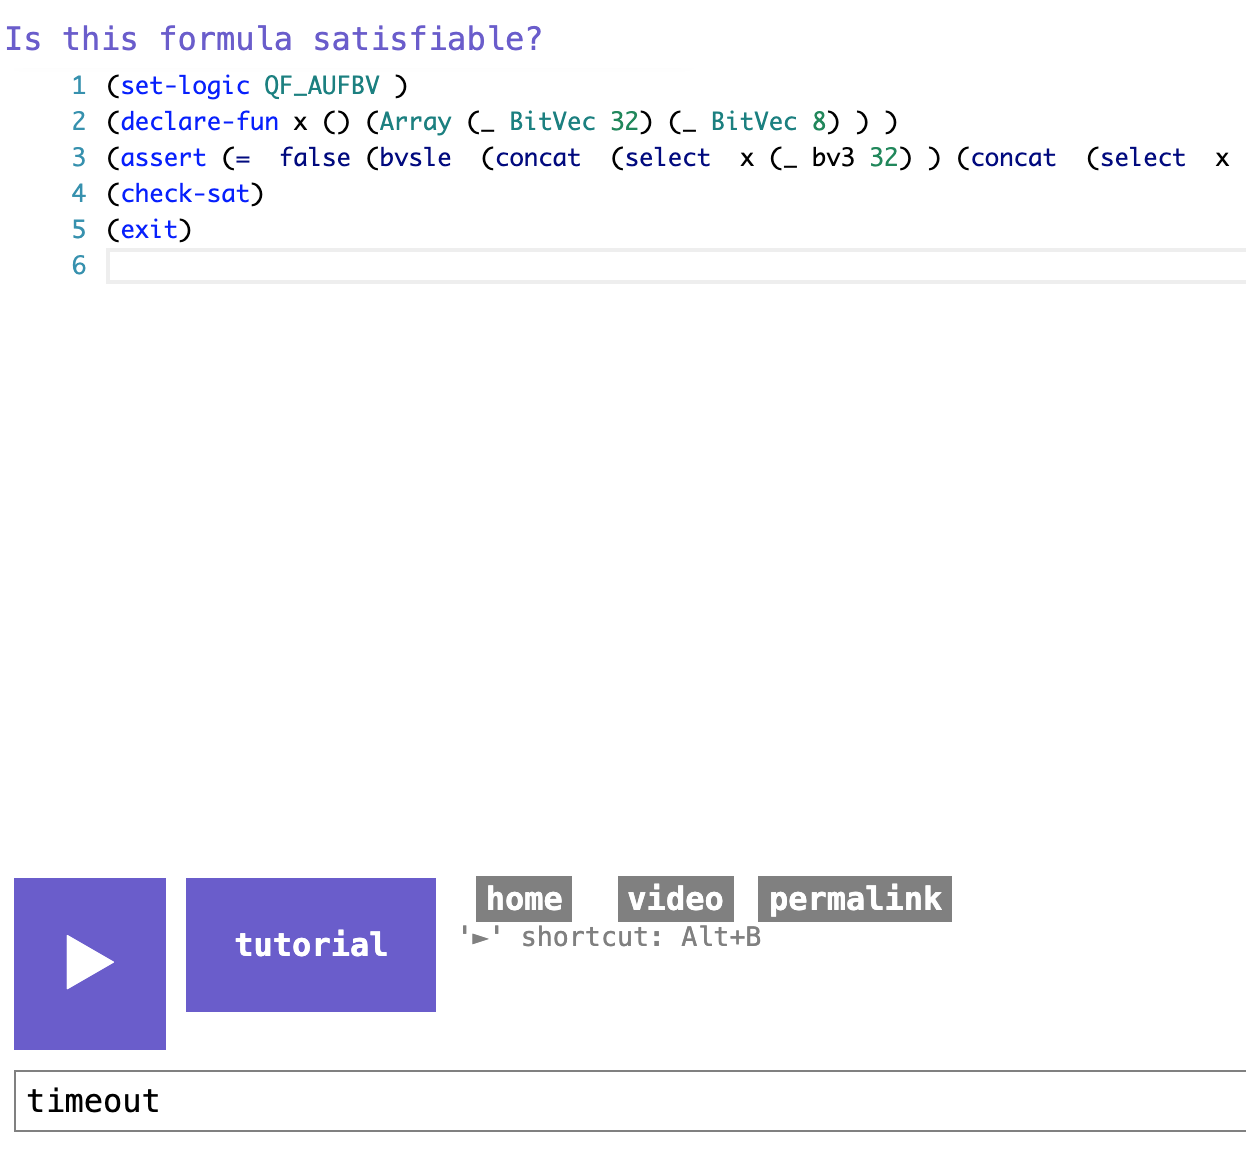 Is this formula satisfiable?
1 (set-logic QF_AUFBV )
2 (declare-fun x () (Array (_ BitVec 32) (_ BitVec 8) ) )
3 (assert (=  false (bvsle  (concat  (select  x (_ bv3 32) ) (concat  (select  x
4 (check-sat)
5 (exit)
6
home video permalink
tutorial
'►' shortcut: Alt+B
timeout